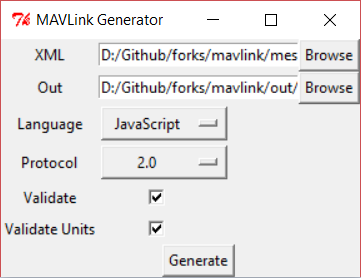 MAVLink Generator
XML D:/Github/forks/mavlink/mes Browse
Out D:/Github/forks/mavlink/out/ Browse
Language JavaScript
Protocol 2.0
Validate
Validate Units
Generate